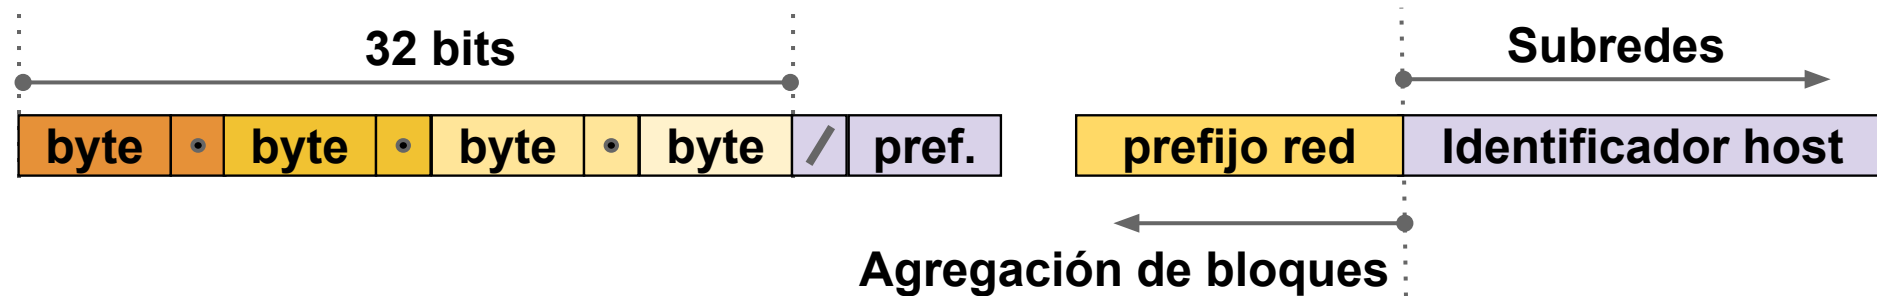 32 bits
Subredes
byte • byte • byte • byte / pref.
prefijo red Identificador host
Agregación de bloques